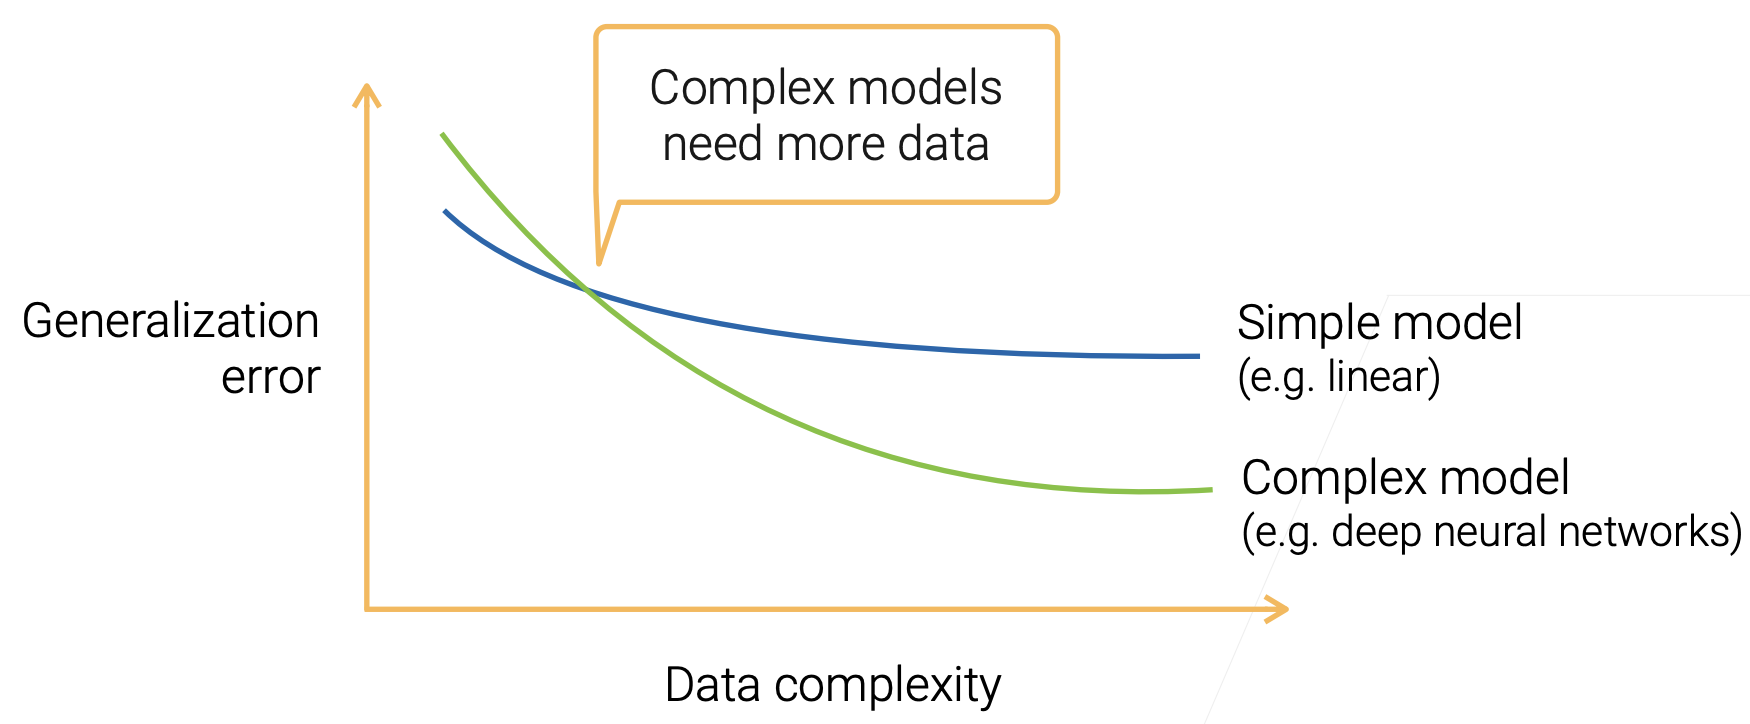 Complex models
need more data
Generalization
error
Simple model
(e.g. linear)
Complex model
(e.g. deep neural networks)
Data complexity